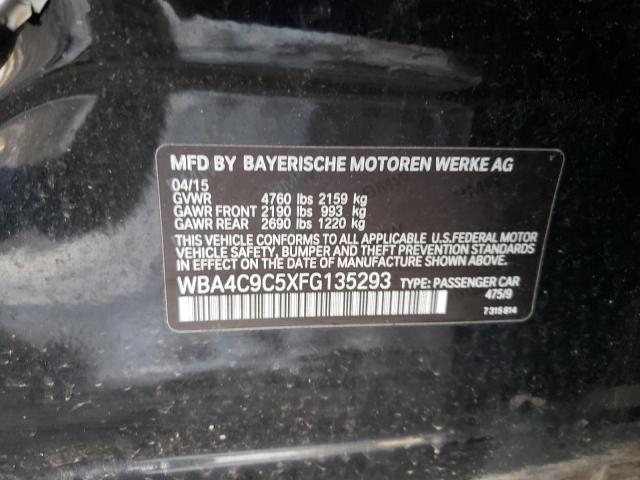 MFD BY BAYERISCHE MOTOREN WERKE AG
04/15
GVWR 4760 lbs 2159 kg
GAWR FRONT 2190 lbs 993 kg
GAWR REAR 2690 lbs 1220 kg
THIS VEHICLE CONFORMS TO ALL APPLICABLE U.S.FEDERAL MOTOR
VEHICLE SAFETY, BUMPER AND THEFT PREVENTION STANDARDS
IN EFFECT ON THE DATE OF MANUFACTURE SHOWN ABOVE.
WBA4C9C5XFG135293 TYPE: PASSENGER CAR
475/9
7315814